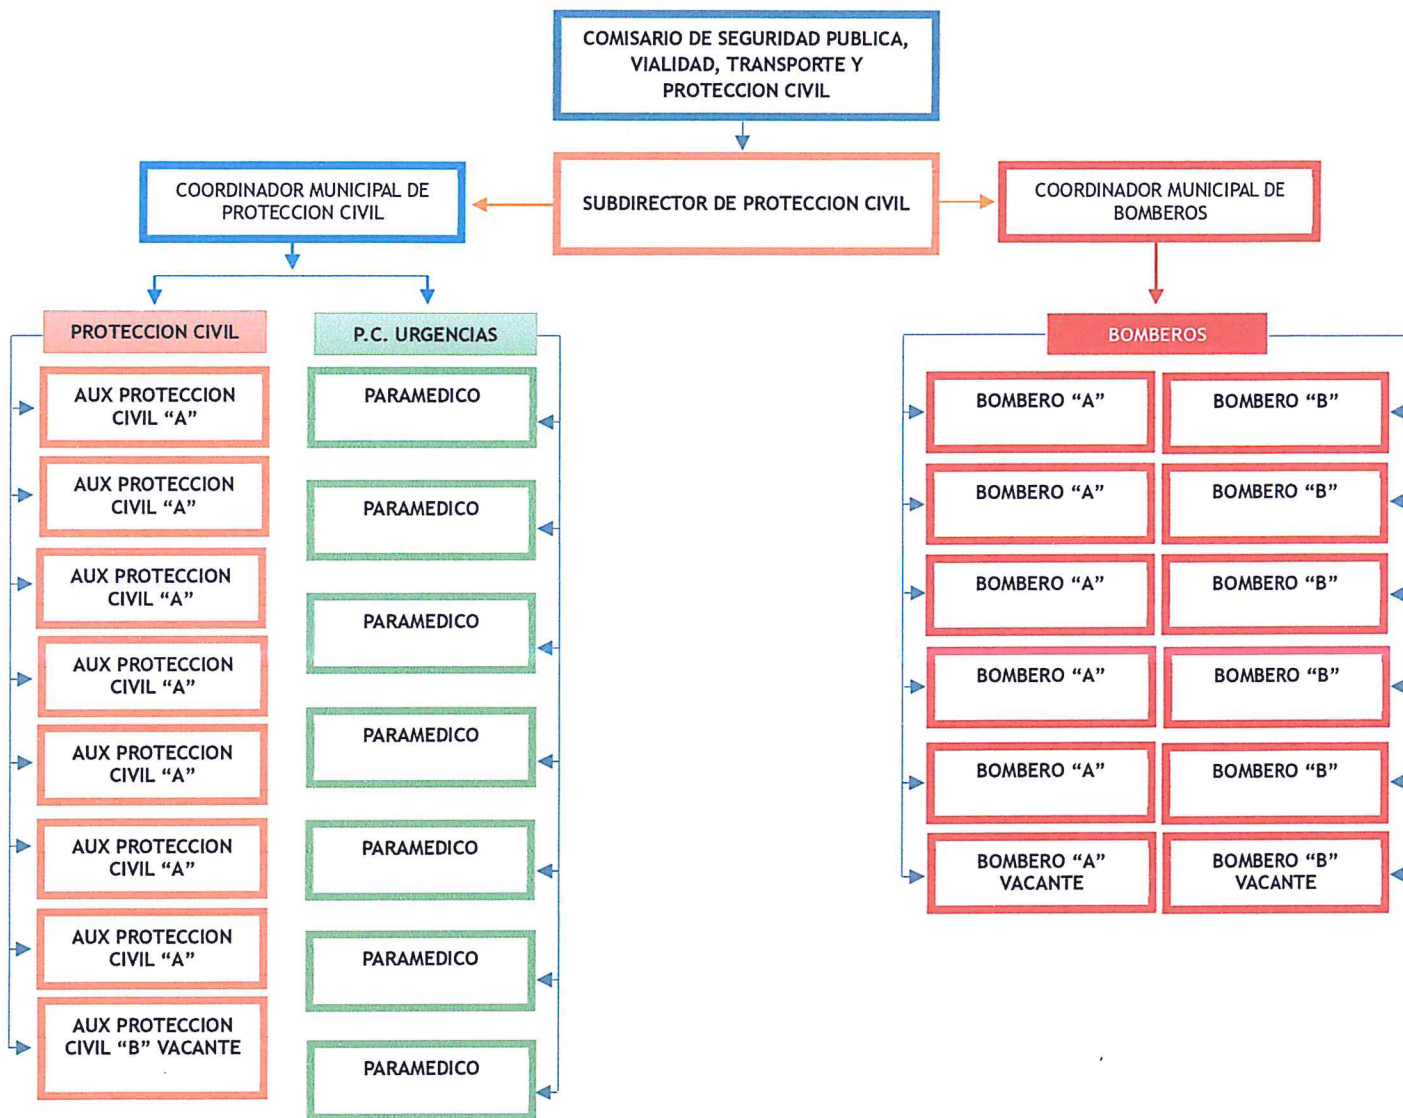 COMISARIO DE SEGURIDAD PUBLICA,
VIALIDAD, TRANSPORTE Y
PROTECCION CIVIL
COORDINADOR MUNICIPAL DE
PROTECCION CIVIL
SUBDIRECTOR DE PROTECCION CIVIL
COORDINADOR MUNICIPAL DE
BOMBEROS
PROTECCION CIVIL
AUX PROTECCION
CIVIL “A”
AUX PROTECCION
CIVIL “A”
AUX PROTECCION
CIVIL “A”
AUX PROTECCION
CIVIL “A”
AUX PROTECCION
CIVIL “A”
AUX PROTECCION
CIVIL “A”
AUX PROTECCION
CIVIL “A”
AUX PROTECCION
CIVIL “B” VACANTE
P.C. URGENCIAS
PARAMEDICO
PARAMEDICO
PARAMEDICO
PARAMEDICO
PARAMEDICO
PARAMEDICO
PARAMEDICO
BOMBEROS
BOMBERO “A”
BOMBERO “A”
BOMBERO “A”
BOMBERO “A”
BOMBERO “A”
BOMBERO “A”
VACANTE
BOMBERO “B”
BOMBERO “B”
BOMBERO “B”
BOMBERO “B”
BOMBERO “B”
BOMBERO “B”
VACANTE